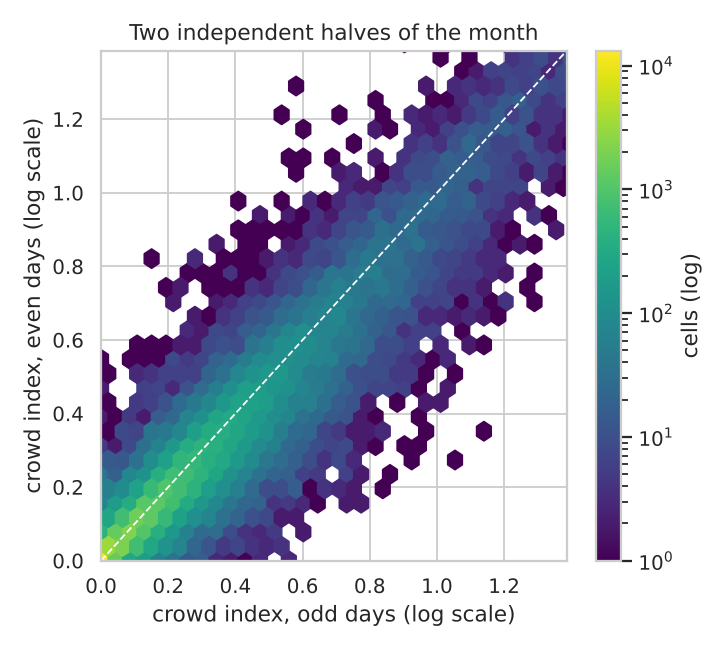 Two independent halves of the month
crowd index, even days (log scale)
1.2
1.0
0.8
0.6
0.4
0.2
0.0
0.0 0.2 0.4 0.6 0.8 1.0 1.2
crowd index, odd days (log scale)
10⁴
10³
10²
10¹
10⁰
cells (log)